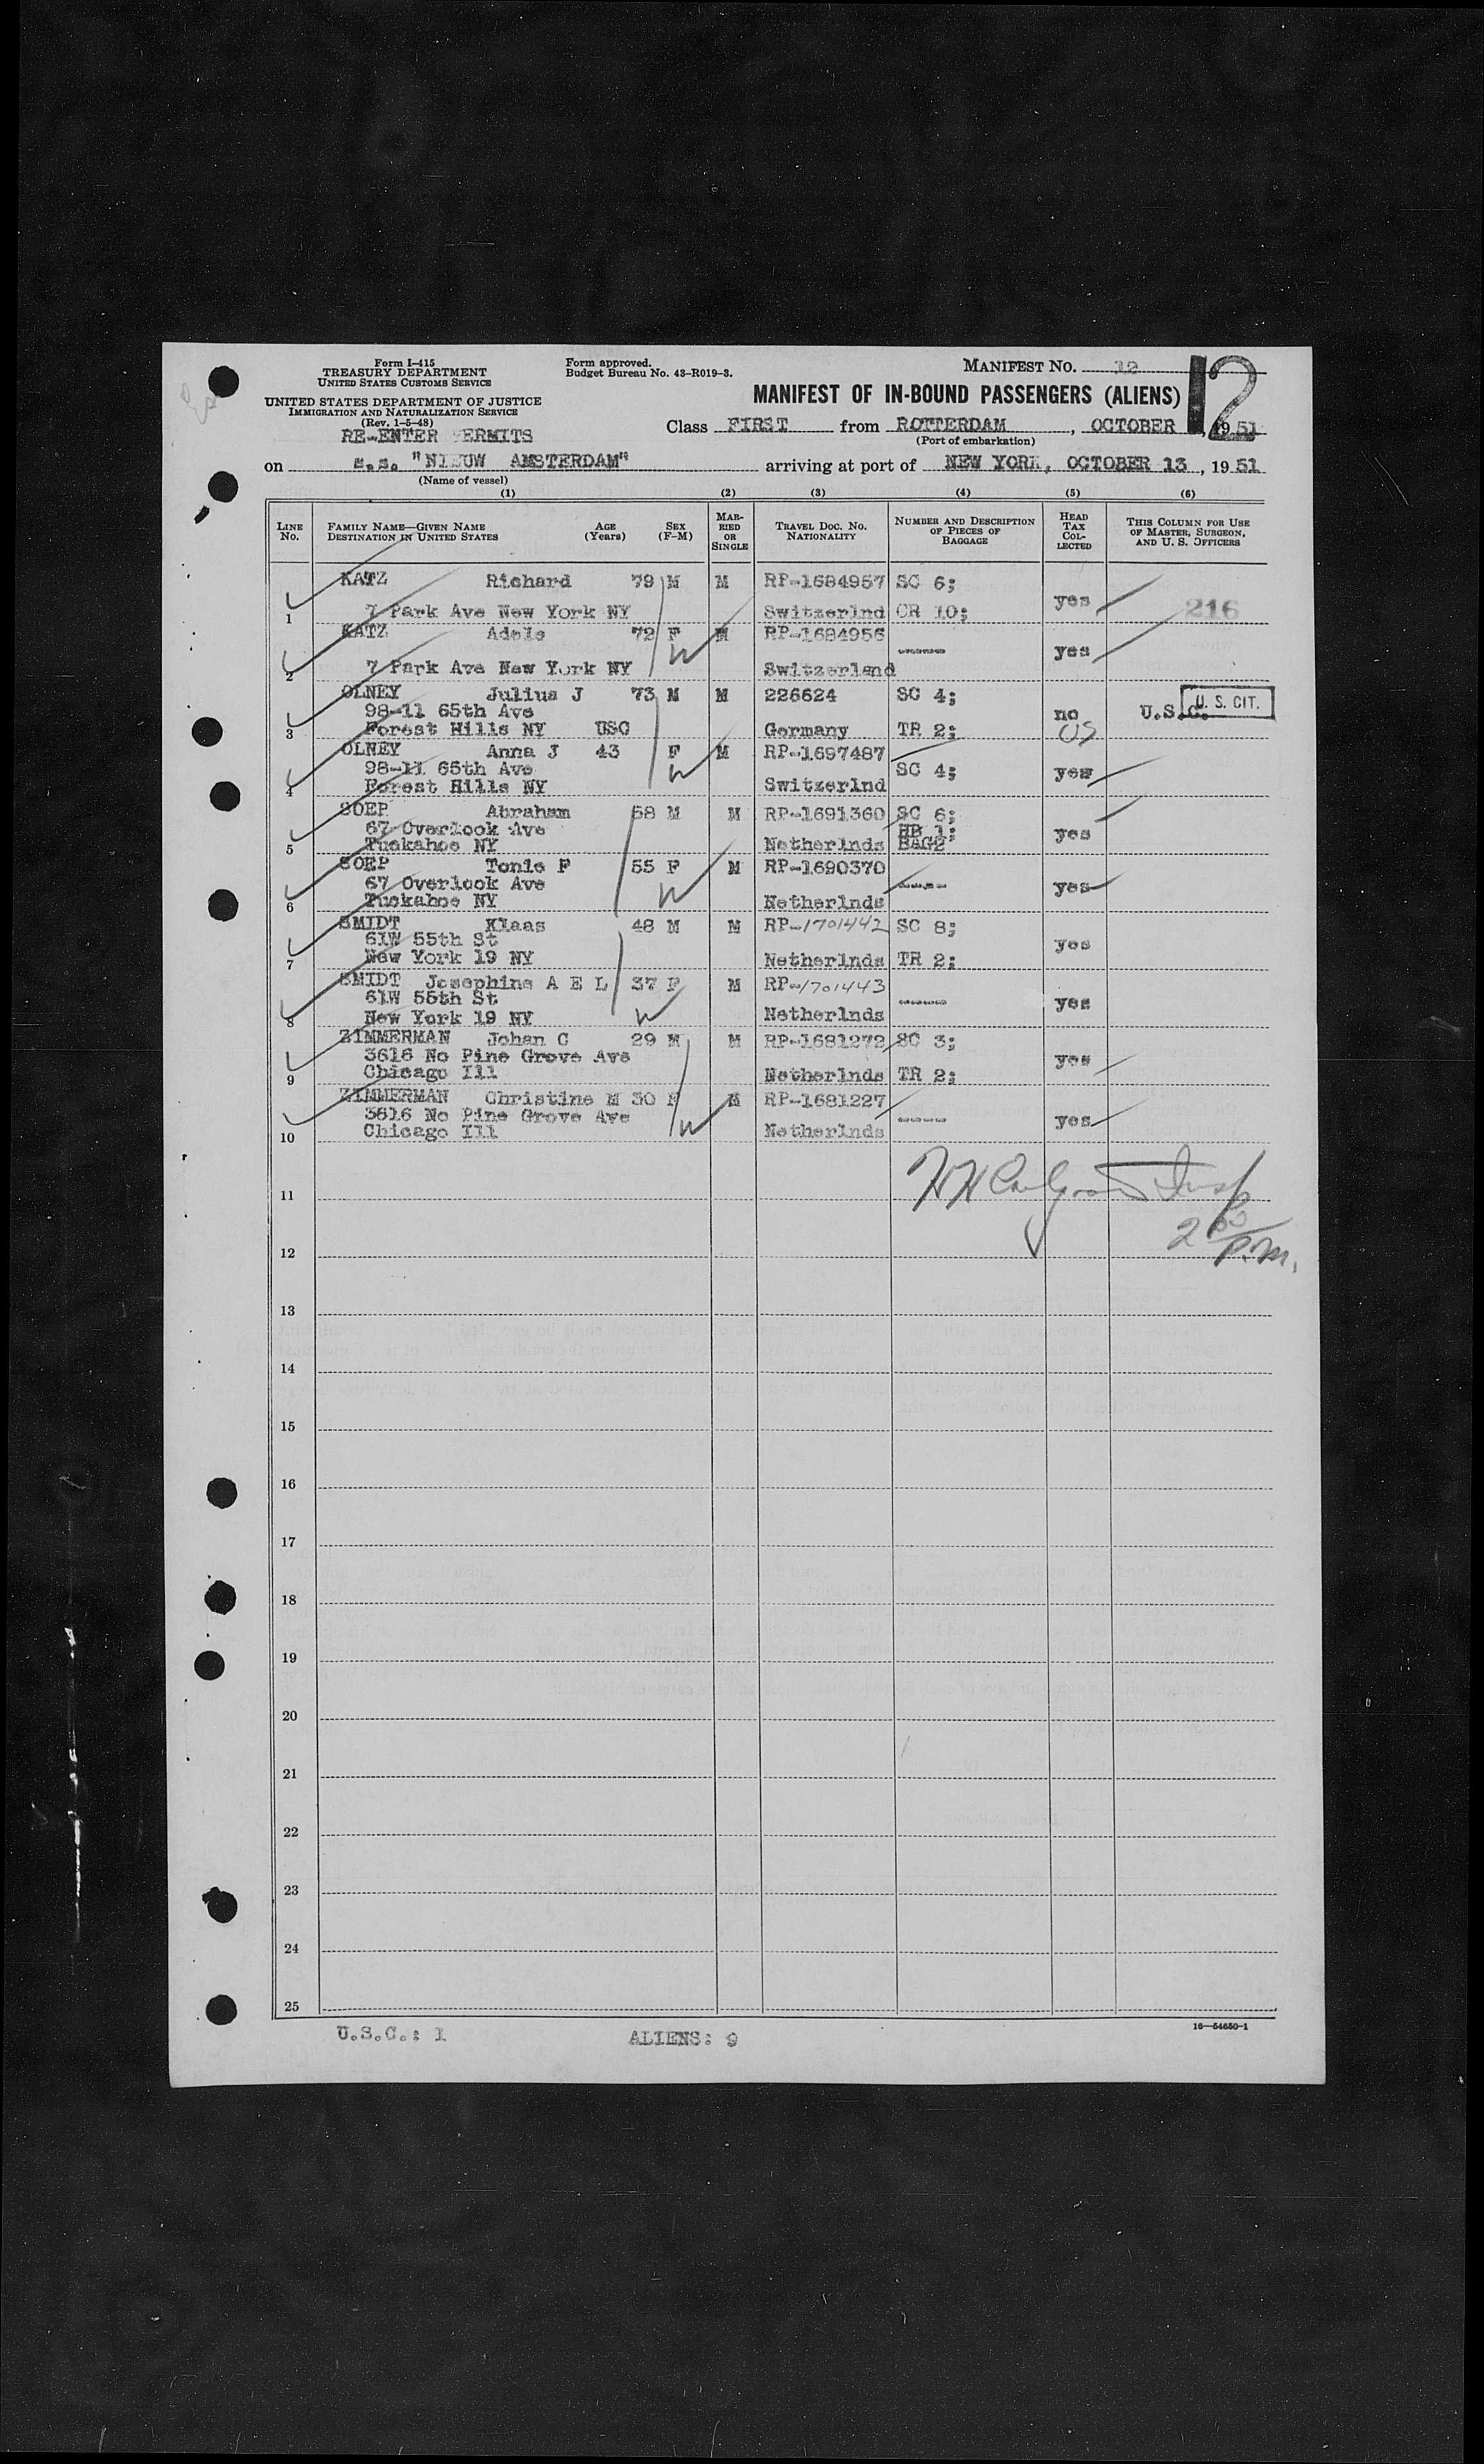 Form I-415
TREASURY DEPARTMENT
UNITED STATES CUSTOMS SERVICE
UNITED STATES DEPARTMENT OF JUSTICE
IMMIGRATION AND NATURALIZATION SERVICE
(Rev. 1-5-48)
RE-ENTER PERMITS
Form approved.
Budget Bureau No. 43-R019-3.
MANIFEST NO. 12
12
MANIFEST OF IN-BOUND PASSENGERS (ALIENS)
Class FIRST from ROTTERDAM, OCTOBER, 1951
(Port of embarkation)
on s.s. "NIEUW AMSTERDAM" arriving at port of NEW YORK, OCTOBER 13, 1951
(Name of vessel)
(1) (2) (3) (4) (5) (6)
LINE NO. FAMILY NAME—GIVEN NAME DESTINATION IN UNITED STATES AGE (Years) SEX (F-M) MARRIED OR SINGLE TRAVEL DOC. NO. NATIONALITY NUMBER AND DESCRIPTION OF PIECES OF BAGGAGE HEAD TAX COLLECTED THIS COLUMN FOR USE OF MASTER, SURGEON, AND U. S. OFFICERS
KATZ Richard 79 M M RP-1684957 SC 6;
1 7 Park Ave New York NY Switzerlnd CR 10; yes 216
KATZ Adele 72 F M RP-1684956
2 7 Park Ave New York NY Switzerland ----- yes
OLNEY Julius J 73 M M 226624 SC 4;
98-11 65th Ave no U.S.C. U. S. CIT.
3 Forest Hills NY USC Germany TR 2; US
OLNEY Anna J 43 F M RP-1697487
98-11 65th Ave SC 4; yes
4 Forest Hills NY Switzerlnd
SOEP Abraham 58 M M RP-1691360 SC 6;
67 Overlook Ave HB 1; yes
5 Tuckahoe NY Netherlnds BAG2
SOEP Tonie F 55 F M RP-1690370
67 Overlook Ave ----- yes
6 Tuckahoe NY Netherlnds
SMIDT Klaas 48 M M RP-1701442 SC 8;
61W 55th St yes
7 New York 19 NY Netherlnds TR 2;
SMIDT Josephine A E L 37 F M RP-1701443
61W 55th St ----- yes
8 New York 19 NY Netherlnds
ZIMMERMAN Johan C 29 M M RP-1681272 SC 3;
3616 No Pine Grove Ave yes
9 Chicago Ill Netherlnds TR 2;
ZIMMERMAN Christine M 30 F M RP-1681227
3616 No Pine Grove Ave ----- yes
10 Chicago Ill Netherlnds
11
12 2 00 P.M.
13
14
15
16
17
18
19
20
21
22
23
24
25
U.S.C.: 1 ALIENS: 9
16—54650-1